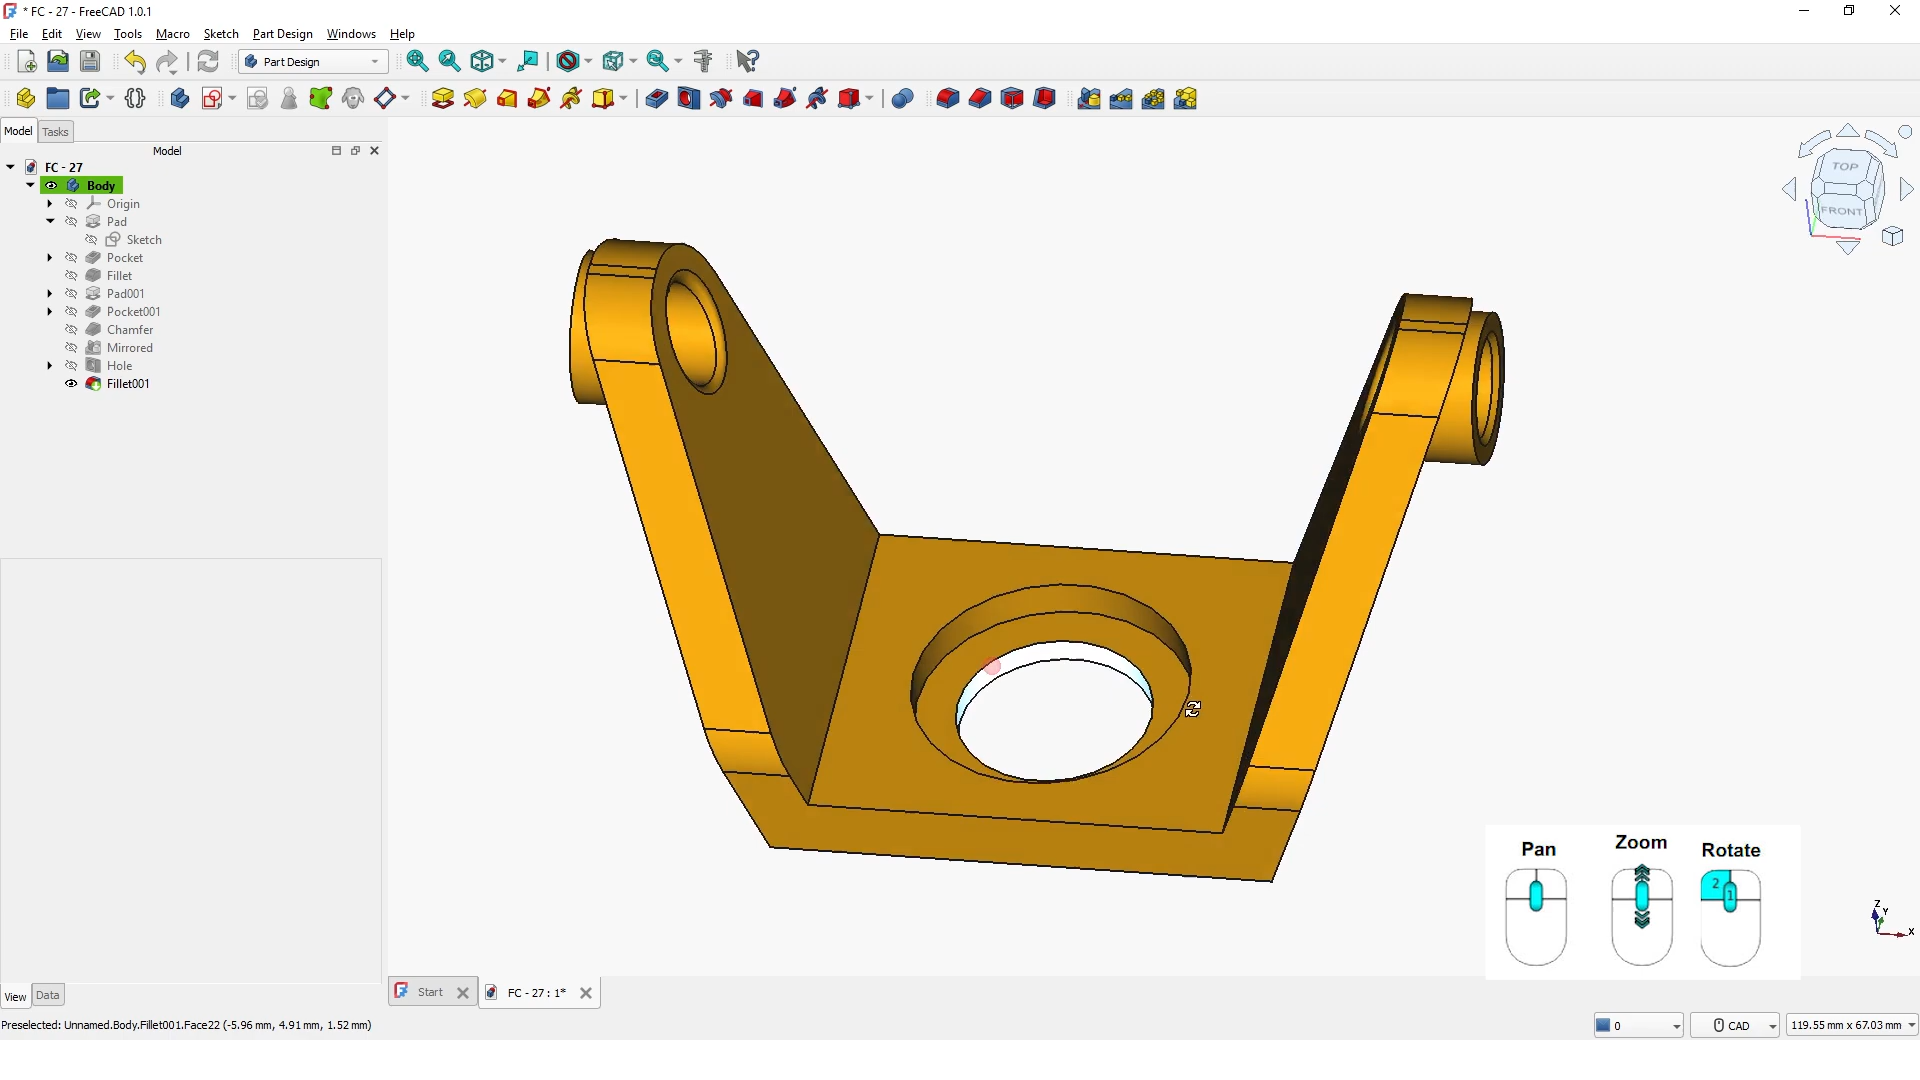 * FC - 27 - FreeCAD 1.0.1
File Edit View Tools Macro Sketch Part Design Windows Help
Part Design
Model Tasks
Model
FC - 27
Body
Origin
Pad
Sketch
Pocket
Fillet
Pad001
Pocket001
Chamfer
Mirrored
Hole
Fillet001
TOP
FRONT
Pan
Zoom
Rotate
2
1
Z
Y
X
View Data
Start
FC - 27 : 1*
Preselected: Unnamed.Body.Fillet001.Face22 (-5.96 mm, 4.91 mm, 1.52 mm)
0
CAD
119.55 mm x 67.03 mm